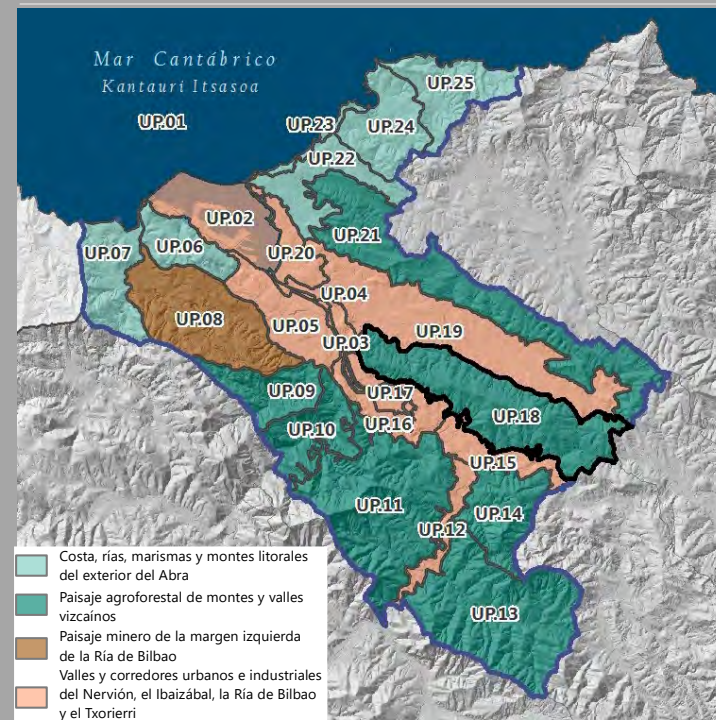 Mar Cantábrico
Kantauri Itsasoa
UP.01
UP.25
UP.23
UP.24
UP.22
UP.02
UP.21
UP.07
UP.06
UP.20
UP.04
UP.08
UP.05
UP.03
UP.19
UP.09
UP.17
UP.18
UP.10
UP.16
UP.15
UP.11
UP.12
UP.14
UP.13
Costa, rías, marismas y montes litorales
del exterior del Abra
Paisaje agroforestal de montes y valles
vizcaínos
Paisaje minero de la margen izquierda
de la Ría de Bilbao
Valles y corredores urbanos e industriales
del Nervión, el Ibaizábal, la Ría de Bilbao
y el Txorierri